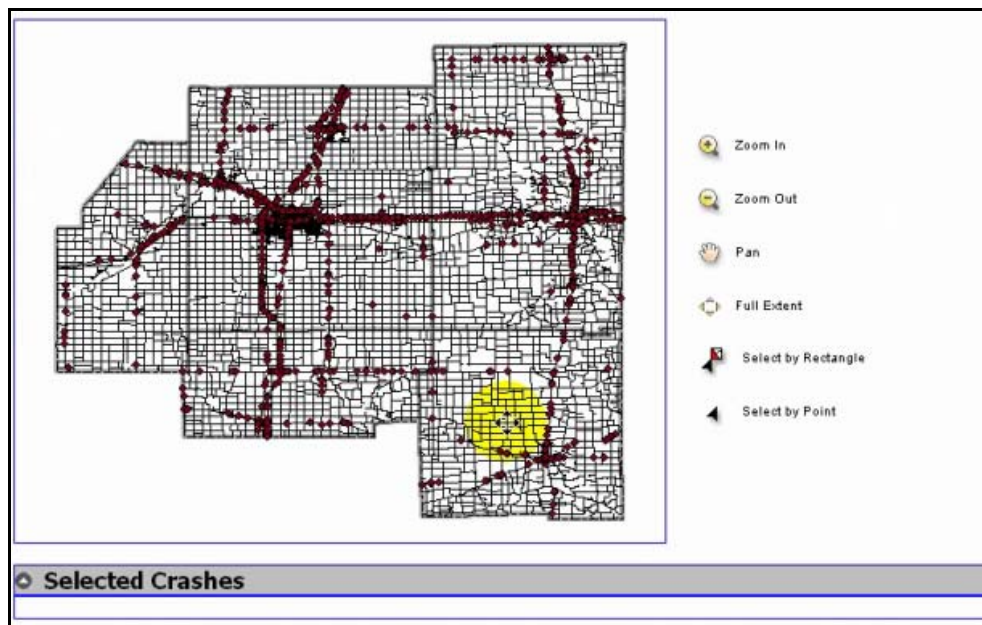 Zoom In
Zoom Out
Pan
Full Extent
Select by Rectangle
Select by Point
Selected Crashes